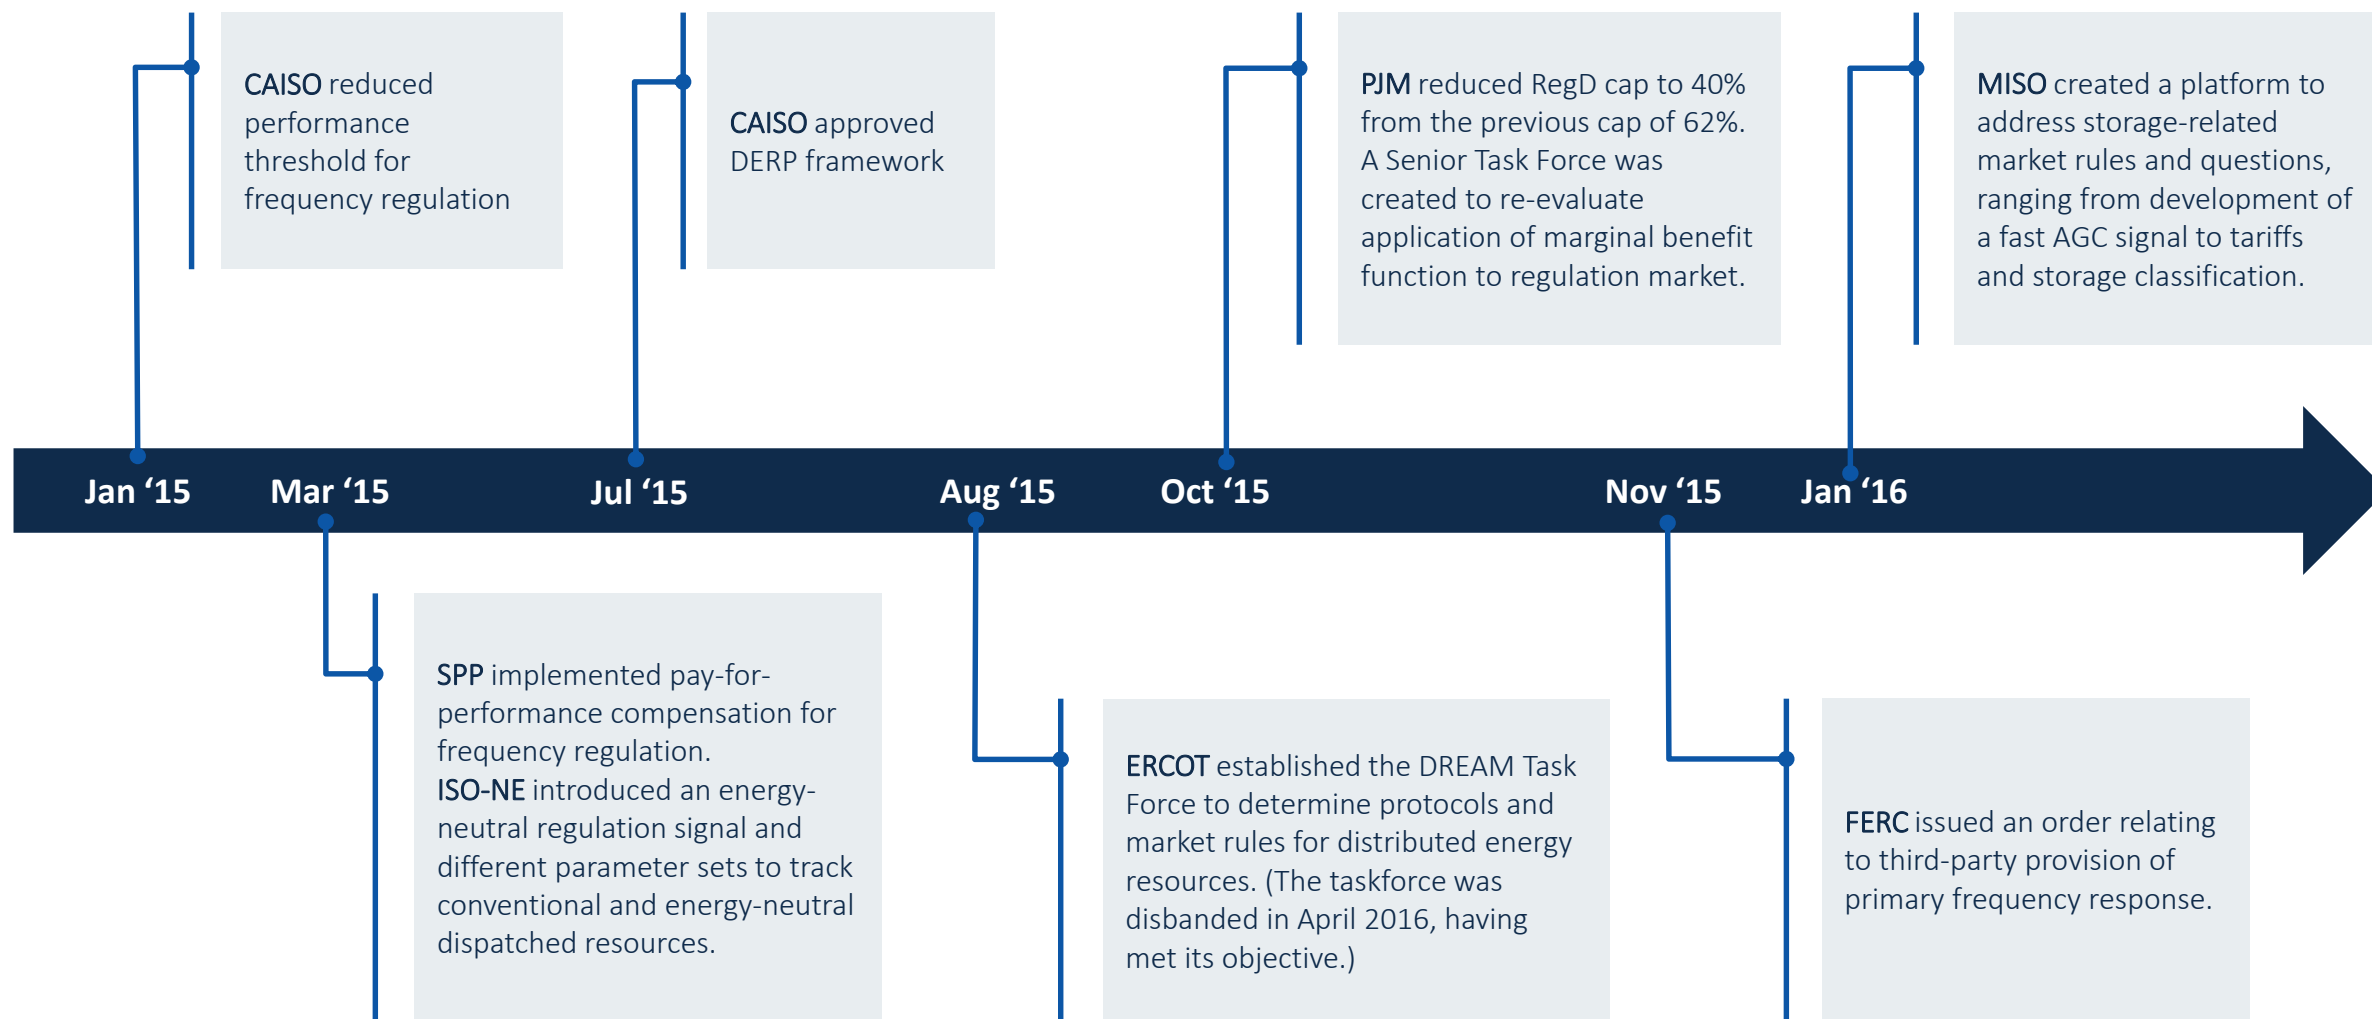 CAISO reduced
performance
threshold for
frequency regulation
CAISO approved
DERP framework
PJM reduced RegD cap to 40%
from the previous cap of 62%.
A Senior Task Force was
created to re-evaluate
application of marginal benefit
function to regulation market.
MISO created a platform to
address storage-related
market rules and questions,
ranging from development of
a fast AGC signal to tariffs
and storage classification.
Jan ‘15
Mar ‘15
Jul ‘15
Aug ‘15
Oct ‘15
Nov ‘15
Jan ‘16
SPP implemented pay-for-
performance compensation for
frequency regulation.
ISO-NE introduced an energy-
neutral regulation signal and
different parameter sets to track
conventional and energy-neutral
dispatched resources.
ERCOT established the DREAM Task
Force to determine protocols and
market rules for distributed energy
resources. (The taskforce was
disbanded in April 2016, having
met its objective.)
FERC issued an order relating
to third-party provision of
primary frequency response.